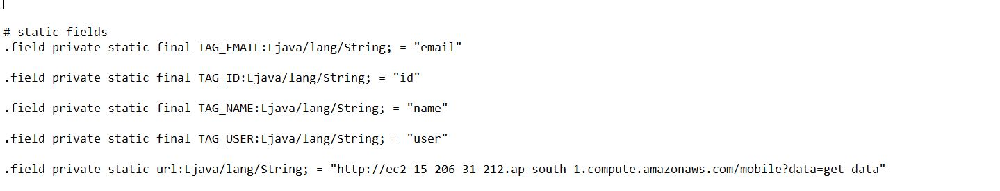 # static fields
.field private static final TAG_EMAIL:Ljava/lang/String; = "email"
.field private static final TAG_ID:Ljava/lang/String; = "id"
.field private static final TAG_NAME:Ljava/lang/String; = "name"
.field private static final TAG_USER:Ljava/lang/String; = "user"
.field private static url:Ljava/lang/String; = "http://ec2-15-206-31-212.ap-south-1.compute.amazonaws.com/mobile?data=get-data"